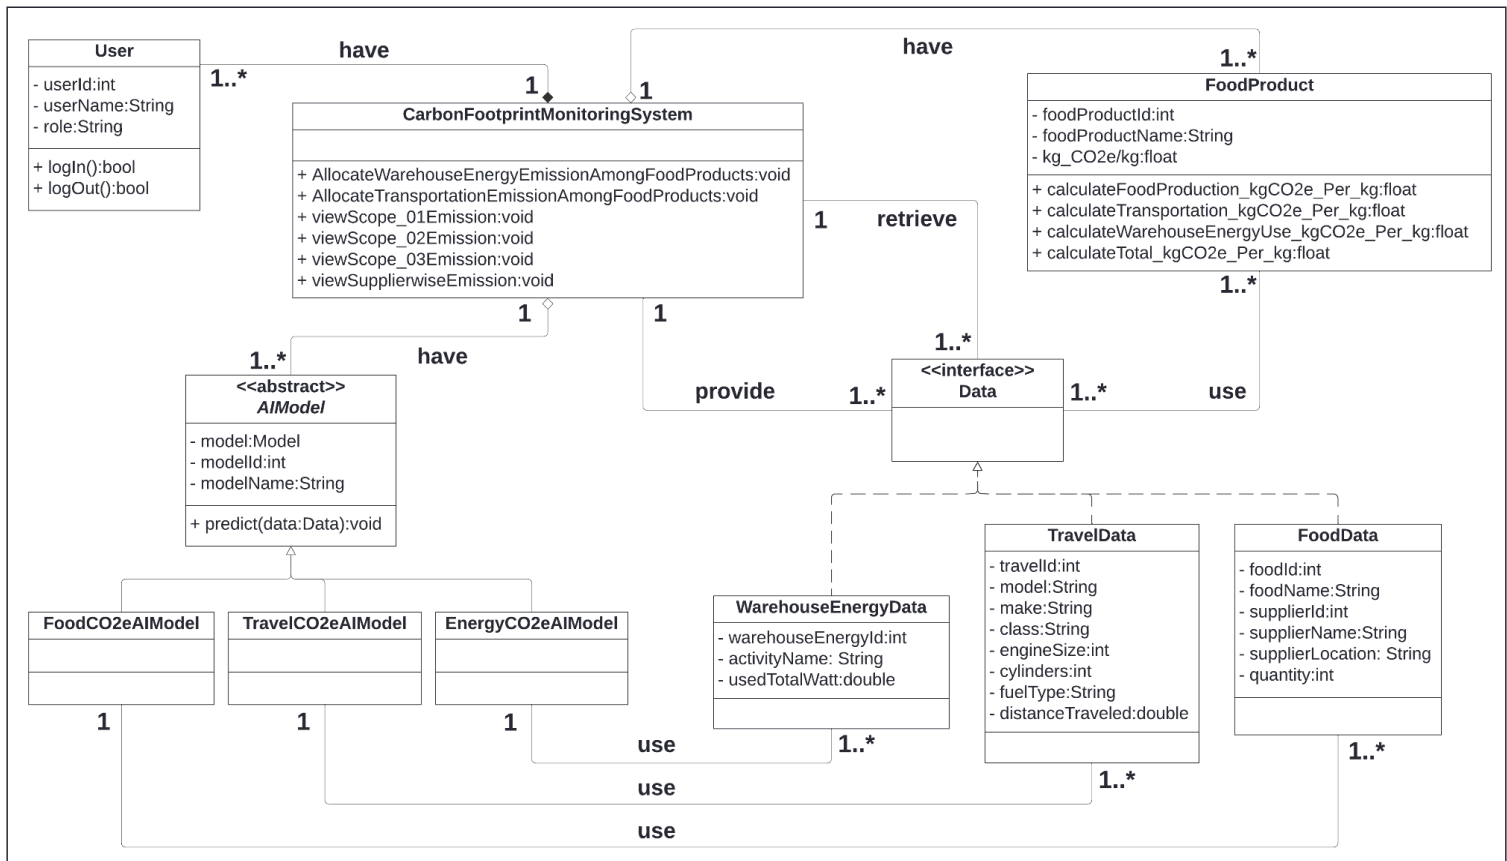 User
- userId:int
- userName:String
- role:String
+ logIn():bool
+ logOut():bool
have
1..*
1
have
1
1..*
CarbonFootprintMonitoringSystem
+ AllocateWarehouseEnergyEmissionAmongFoodProducts:void
+ AllocateTransportationEmissionAmongFoodProducts:void
+ viewScope_01Emission:void
+ viewScope_02Emission:void
+ viewScope_03Emission:void
+ viewSupplierwiseEmission:void
FoodProduct
- foodProductId:int
- foodProductName:String
- kg_CO2e/kg:float
+ calculateFoodProduction_kgCO2e_Per_kg:float
+ calculateTransportation_kgCO2e_Per_kg:float
+ calculateWarehouseEnergyUse_kgCO2e_Per_kg:float
+ calculateTotal_kgCO2e_Per_kg:float
1
retrieve
1..*
1
have
1..*
1
provide
1..*
1..*
use
1..*
<<interface>>
Data
<<abstract>>
AIModel
- model:Model
- modelId:int
- modelName:String
+ predict(data:Data):void
FoodCO2eAIModel
TravelCO2eAIModel
EnergyCO2eAIModel
WarehouseEnergyData
- warehouseEnergyId:int
- activityName: String
- usedTotalWatt:double
TravelData
- travelId:int
- model:String
- make:String
- class:String
- engineSize:int
- cylinders:int
- fuelType:String
- distanceTraveled:double
FoodData
- foodId:int
- foodName:String
- supplierId:int
- supplierName:String
- supplierLocation: String
- quantity:int
1
1
1
use
1..*
use
1..*
use
1..*